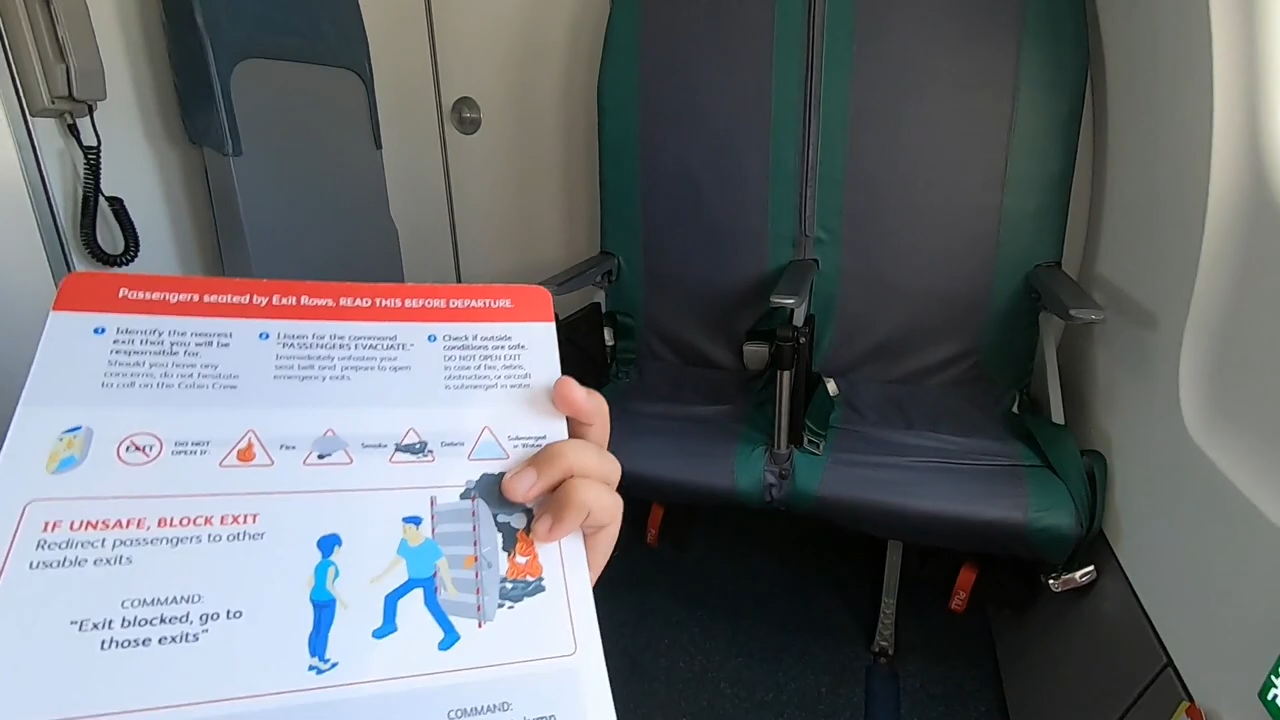 Passengers seated by Exit Rows, READ THIS BEFORE DEPARTURE.
1 Identify the nearest
exit that you will be
responsible for.
Should you have any
concerns, do not hesitate
to call on the Cabin Crew
2 Listen for the command
"PASSENGERS EVACUATE."
Immediately unfasten your
seat belt and prepare to open
emergency exits.
3 Check if outside
conditions are safe.
DO NOT OPEN EXIT
in case of fire, debris,
obstruction, or aircraft
is submerged in water.
EXIT
DO NOT
OPEN IF:
Fire
Smoke
Debris
Submerged
in Water
IF UNSAFE, BLOCK EXIT
Redirect passengers to other
usable exits
COMMAND:
"Exit blocked, go to
those exits"
COMMAND:
PULL